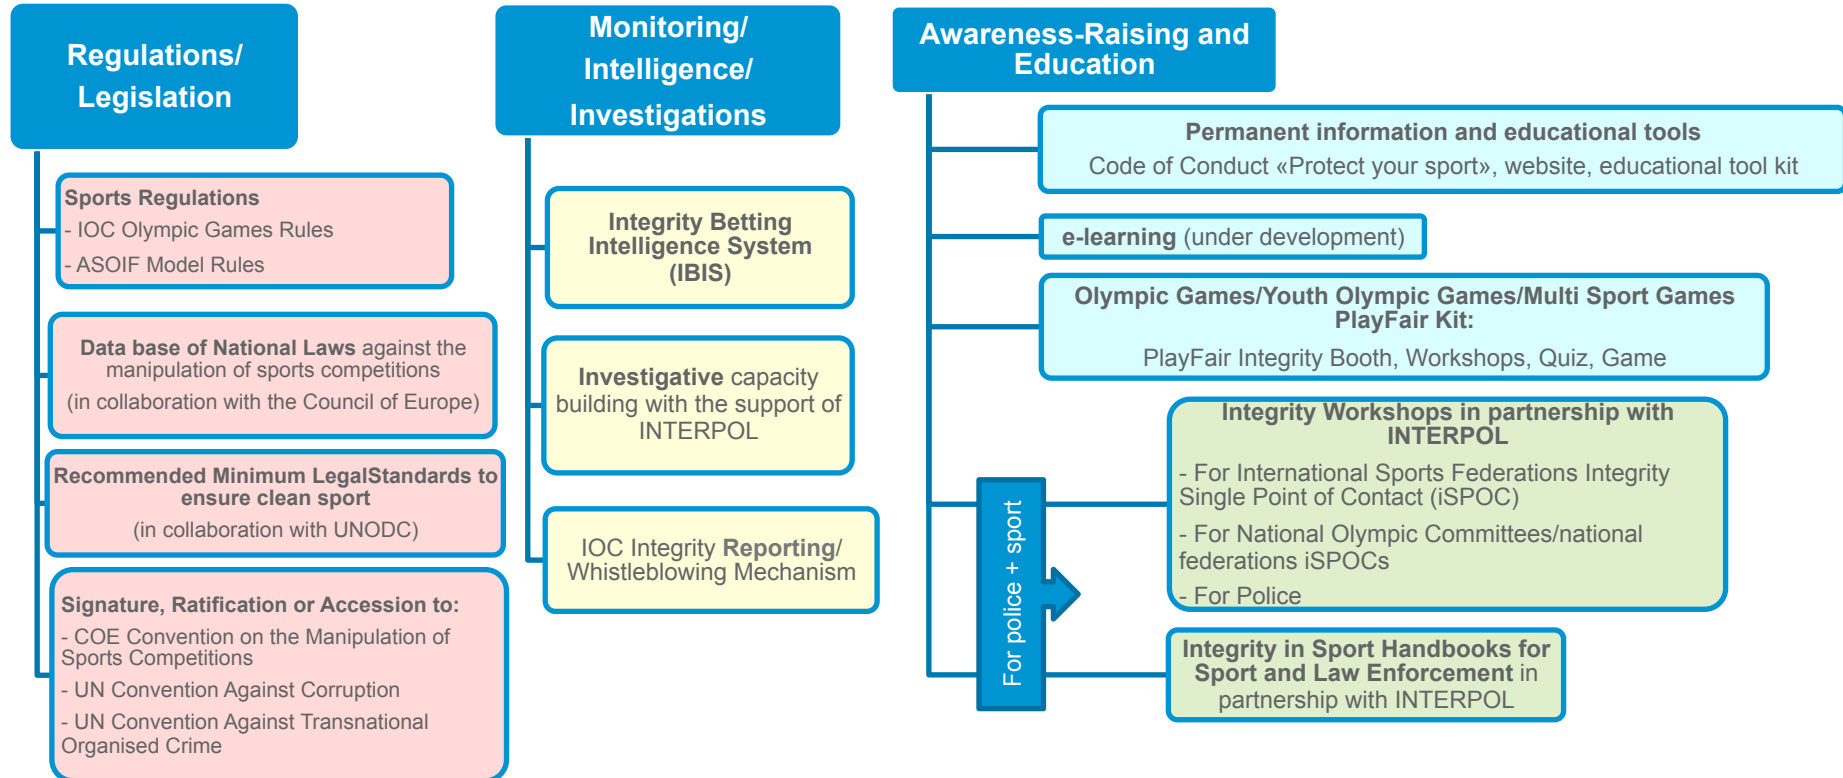 Regulations/
Legislation
Sports Regulations
- IOC Olympic Games Rules
- ASOIF Model Rules
Data base of National Laws against the
manipulation of sports competitions
(in collaboration with the Council of Europe)
Recommended Minimum LegalStandards to
ensure clean sport
(in collaboration with UNODC)
Signature, Ratification or Accession to:
- COE Convention on the Manipulation of
Sports Competitions
- UN Convention Against Corruption
- UN Convention Against Transnational
Organised Crime
Monitoring/
Intelligence/
Investigations
Integrity Betting
Intelligence System
(IBIS)
Investigative capacity
building with the support of
INTERPOL
IOC Integrity Reporting/
Whistleblowing Mechanism
Awareness-Raising and
Education
Permanent information and educational tools
Code of Conduct «Protect your sport», website, educational tool kit
e-learning (under development)
Olympic Games/Youth Olympic Games/Multi Sport Games
PlayFair Kit:
PlayFair Integrity Booth, Workshops, Quiz, Game
For police + sport
Integrity Workshops in partnership with
INTERPOL
- For International Sports Federations Integrity
Single Point of Contact (iSPOC)
- For National Olympic Committees/national
federations iSPOCs
- For Police
Integrity in Sport Handbooks for
Sport and Law Enforcement in
partnership with INTERPOL